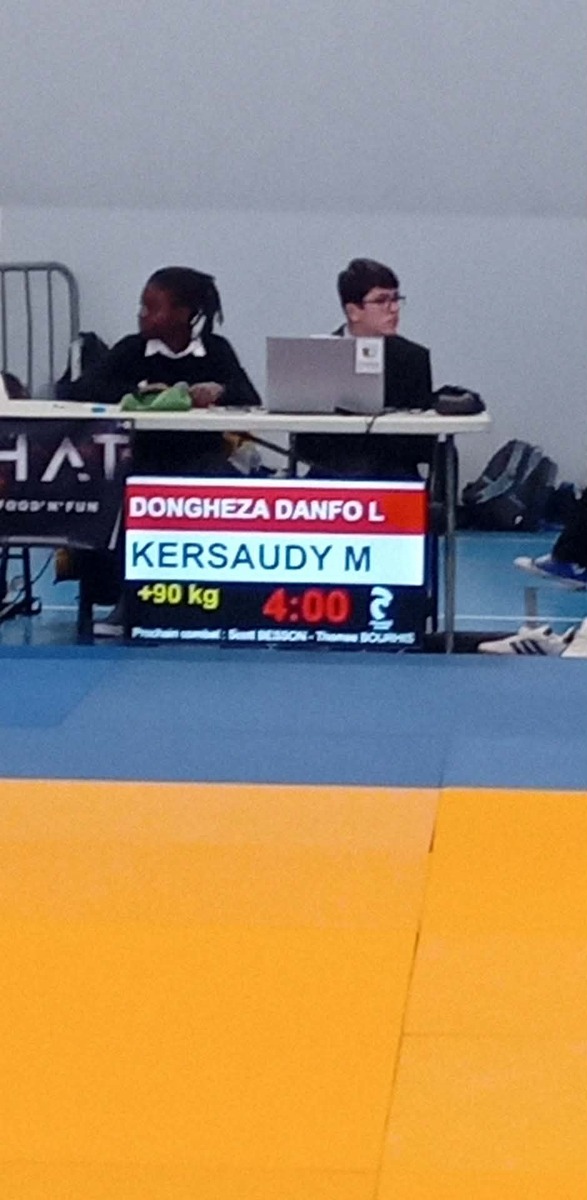 HAT
FOOD'N'FUN
DONGHEZA DANFO L
KERSAUDY M
+90 kg
4:00
Prochain combat : Scott BESSON - Thomas BOURHIS